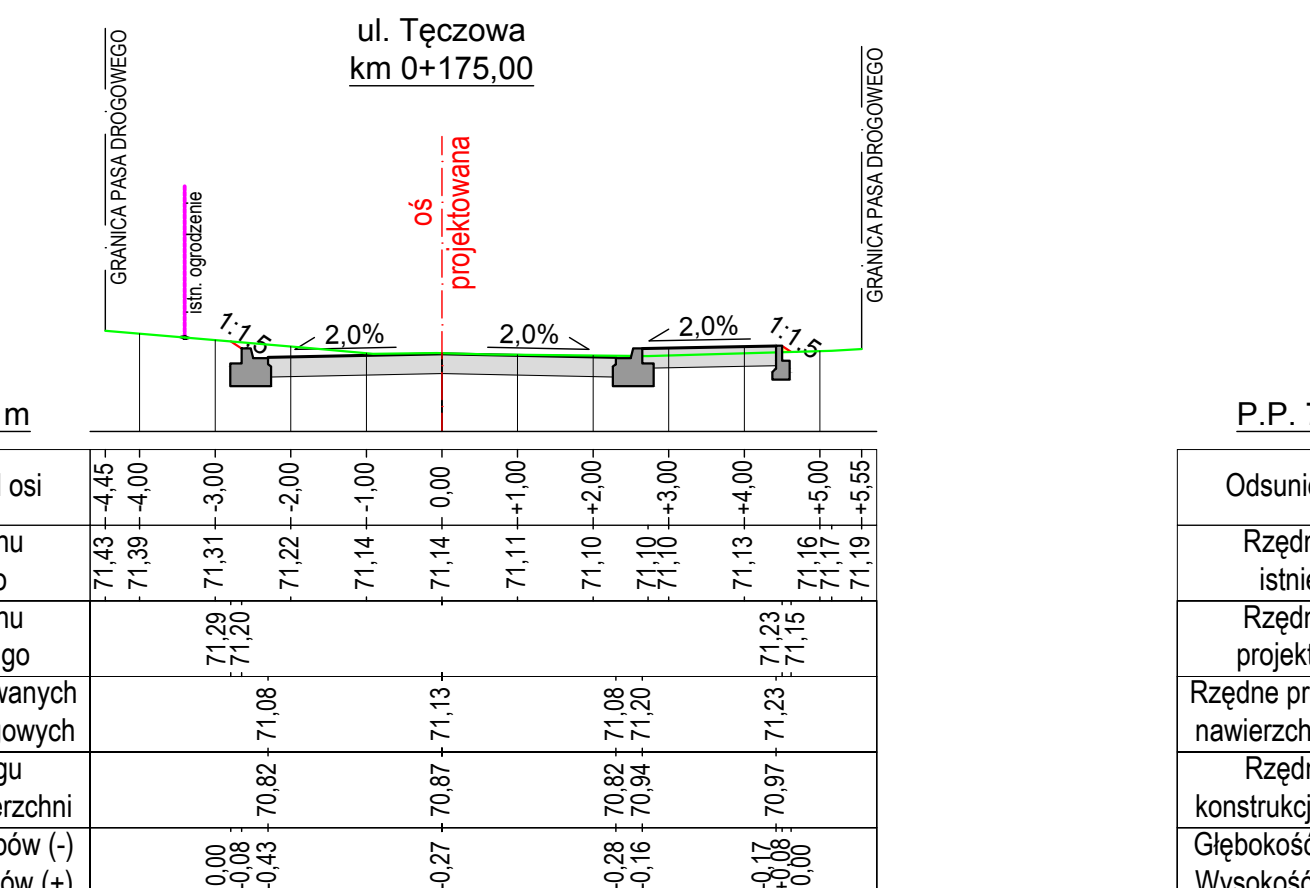 ul. Tęczowa
km 0+175,00
GRANICA PASA DROGOWEGO
istn. ogrodzenie
oś
projektowana
GRANICA PASA DROGOWEGO
1:1,5
2,0%
2,0%
2,0%
1:1,5
m
P.P.
osi
-4,45 -4,00 -3,00 -2,00 -1,00 0,00 +1,00 +2,00 +3,00 +4,00 +5,00 +5,55
71,43 71,39 71,31 71,22 71,14 71,14 71,11 71,10 71,10 71,10 71,13 71,16 71,17 71,19
71,29 71,20 71,23 71,15
go
wanych
gowych
71,08 71,13 71,08 71,20 71,23
gu
erzchni
70,82 70,87 70,82 70,94 70,97
bów (-)
ów (+)
0,00 -0,08 -0,43 -0,27 -0,28 -0,16 -0,17 +0,08 0,00
Odsuni
Rzędn
istnie
Rzędn
projekt
Rzędne pr
nawierzch
Rzędn
konstrukcj
Głębokość
Wysokość